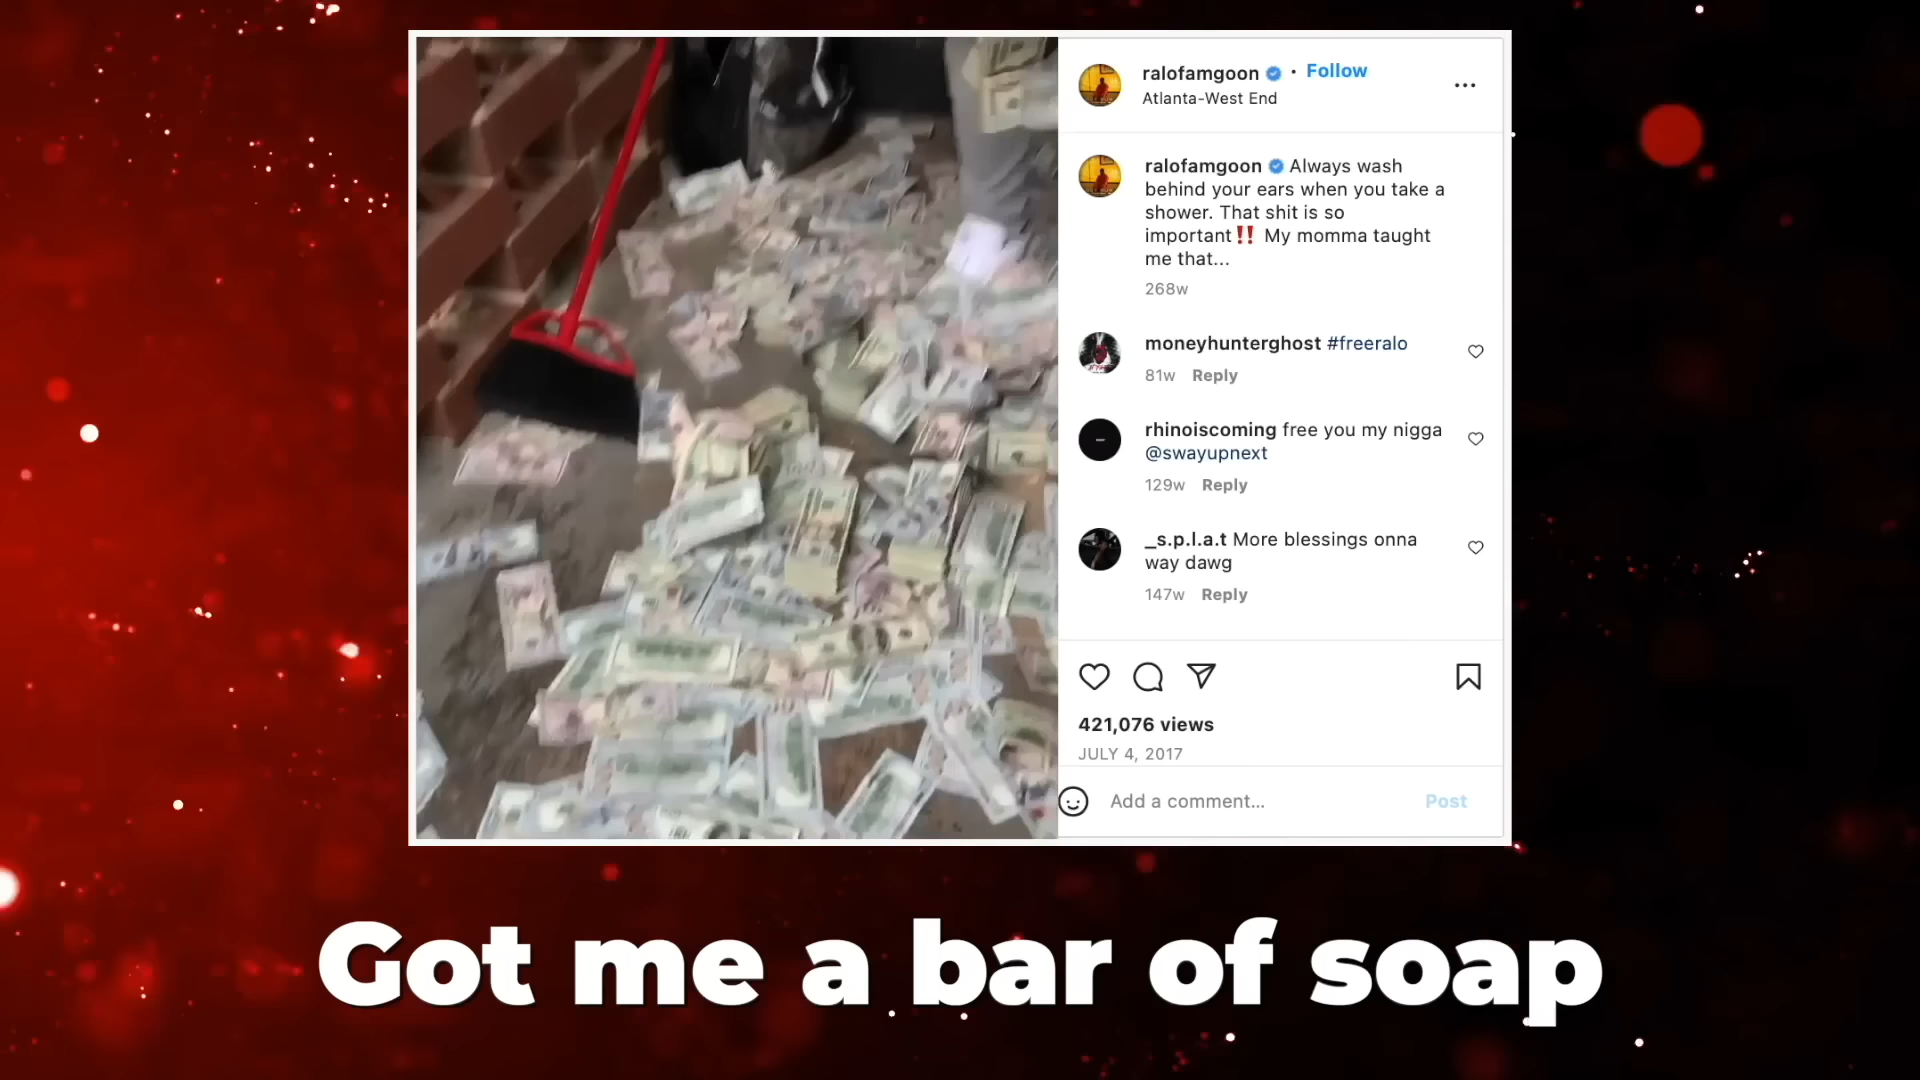 ralofamgoon • Follow
Atlanta-West End
ralofamgoon Always wash
behind your ears when you take a
shower. That shit is so
important‼️ My momma taught
me that...
268w
moneyhunterghost #freeralo
81w Reply
rhinoiscoming free you my nigga
@swayupnext
129w Reply
_s.p.l.a.t More blessings onna
way dawg
147w Reply
421,076 views
JULY 4, 2017
Add a comment... Post
Got me a bar of soap